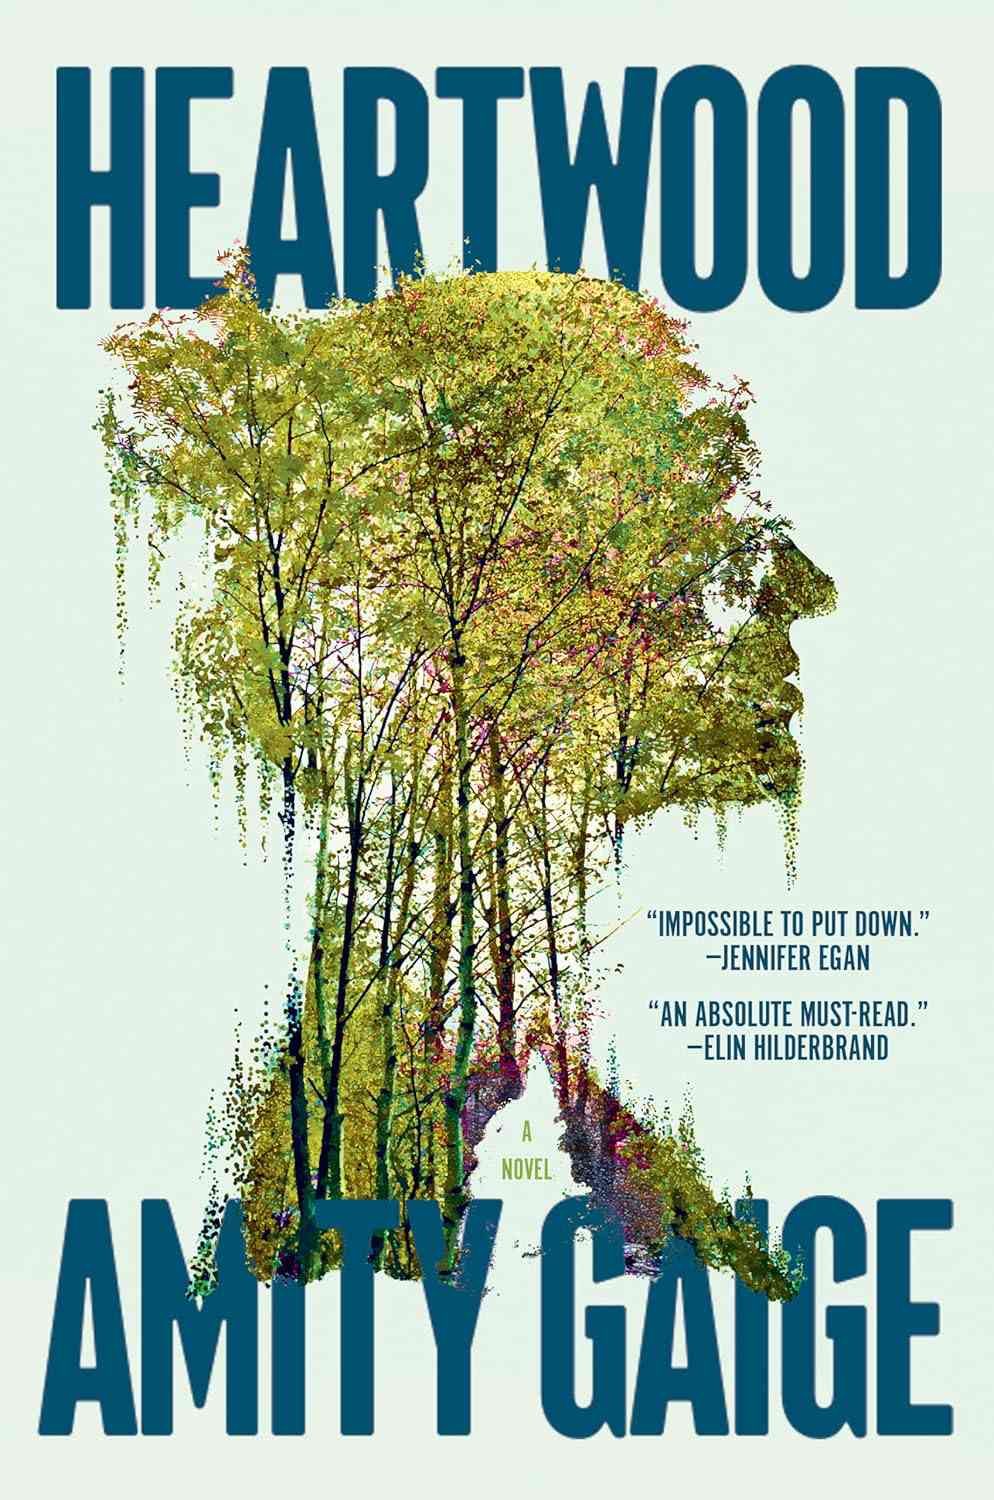 HEARTWOOD
“IMPOSSIBLE TO PUT DOWN.”
–JENNIFER EGAN
“AN ABSOLUTE MUST-READ.”
–ELIN HILDERBRAND
A
NOVEL
AMITY GAIGE